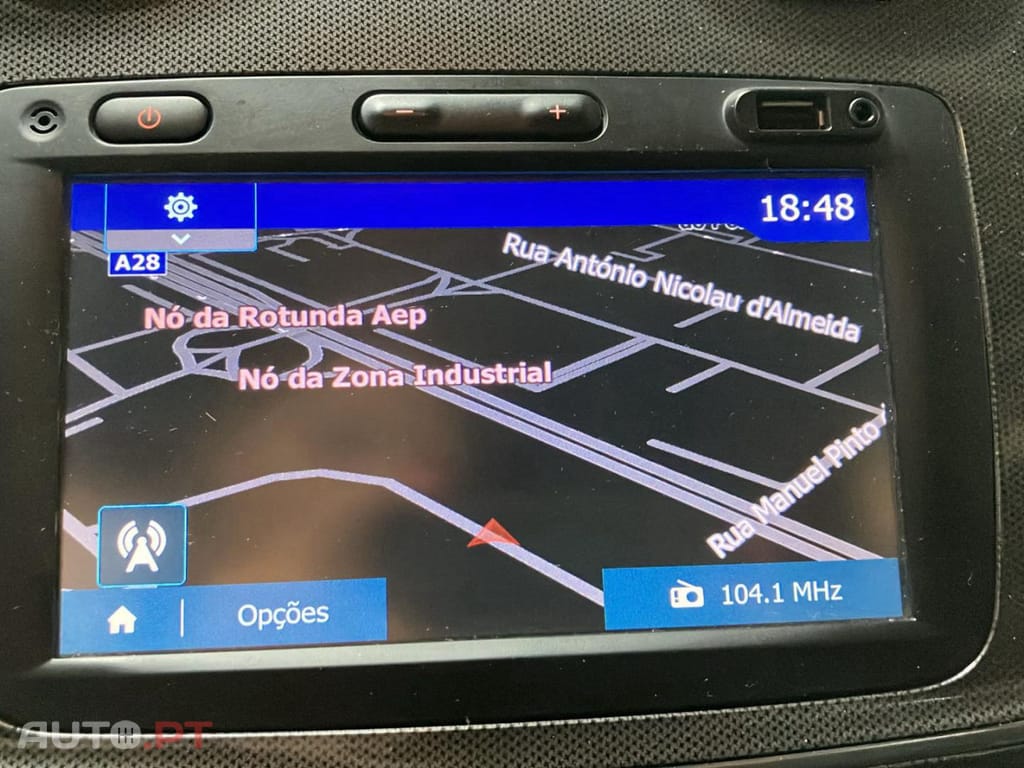 18:48
A28
Rua António Nicolau d'Almeida
Nó da Rotunda Aep
Nó da Zona Industrial
Rua Manuel Pinto
104.1 MHz
Opções
AUTO.PT